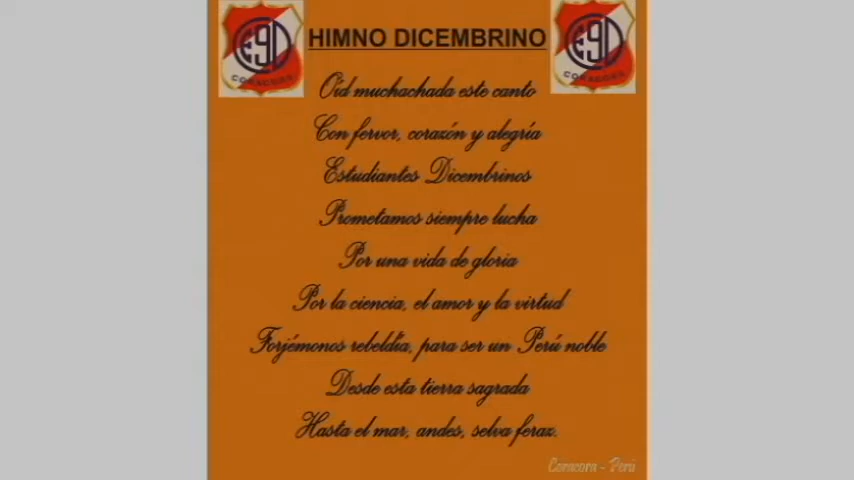 HIMNO DICEMBRINO
Oíd muchachada este canto
Con fervor, corazón y alegría
Estudiantes Dicembrinos
Prometamos siempre lucha
Por una vida de gloria
Por la ciencia, el amor y la virtud
Forjémonos rebeldía, para ser un Perú noble
Desde esta tierra sagrada
Hasta el mar, andes, selva feraz.
Coracora - Perú